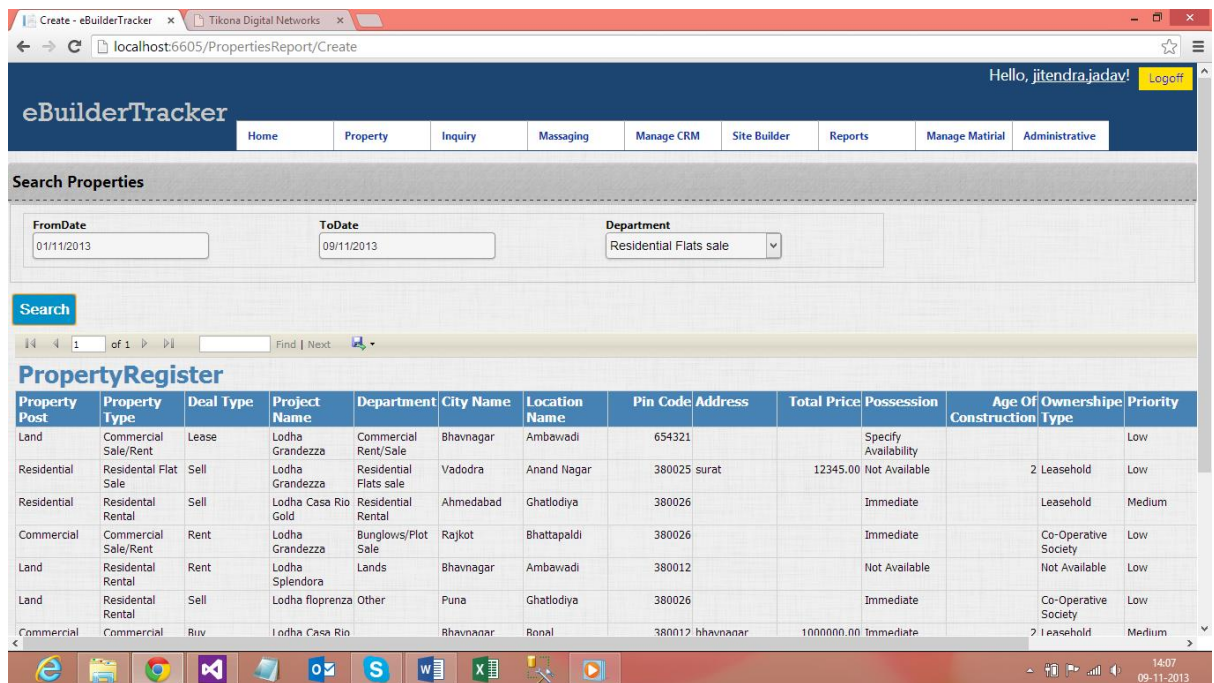 Create - eBuilderTracker
Tikona Digital Networks
localhost:6605/PropertiesReport/Create
Hello, jitendra.jadav!
Logoff
eBuilderTracker
Home Property Inquiry Massaging Manage CRM Site Builder Reports Manage Matirial Administrative
Search Properties
FromDate ToDate Department
01/11/2013 09/11/2013 Residential Flats sale
Search
1 of 1 Find | Next
PropertyRegister
Property Post Property Type Deal Type Project Name Department City Name Location Name Pin Code Address Total Price Possession Age Of Construction Ownershipe Type Priority
Land Commercial Sale/Rent Lease Lodha Grandezza Commercial Rent/Sale Bhavnagar Ambawadi 654321 Specify Availability Low
Residential Residental Flat Sale Sell Lodha Grandezza Residential Flats sale Vadodra Anand Nagar 380025 surat 12345.00 Not Available 2 Leasehold Low
Residential Residental Rental Sell Lodha Casa Rio Gold Residential Rental Ahmedabad Ghatlodiya 380026 Immediate Leasehold Medium
Commercial Commercial Sale/Rent Rent Lodha Grandezza Bunglows/Plot Sale Rajkot Bhattapaldi 380026 Immediate Co-Operative Society Low
Land Residental Rental Rent Lodha Splendora Lands Bhavnagar Ambawadi 380012 Not Available Not Available Low
Land Residental Rental Sell Lodha floprenza Other Puna Ghatlodiya 380026 Immediate Co-Operative Society Low
Commercial Commercial Buy Lodha Casa Rio Bhavnagar Bopal 380012 bhavnagar 1000000.00 Immediate 2 Leasehold Medium
14:07
09-11-2013